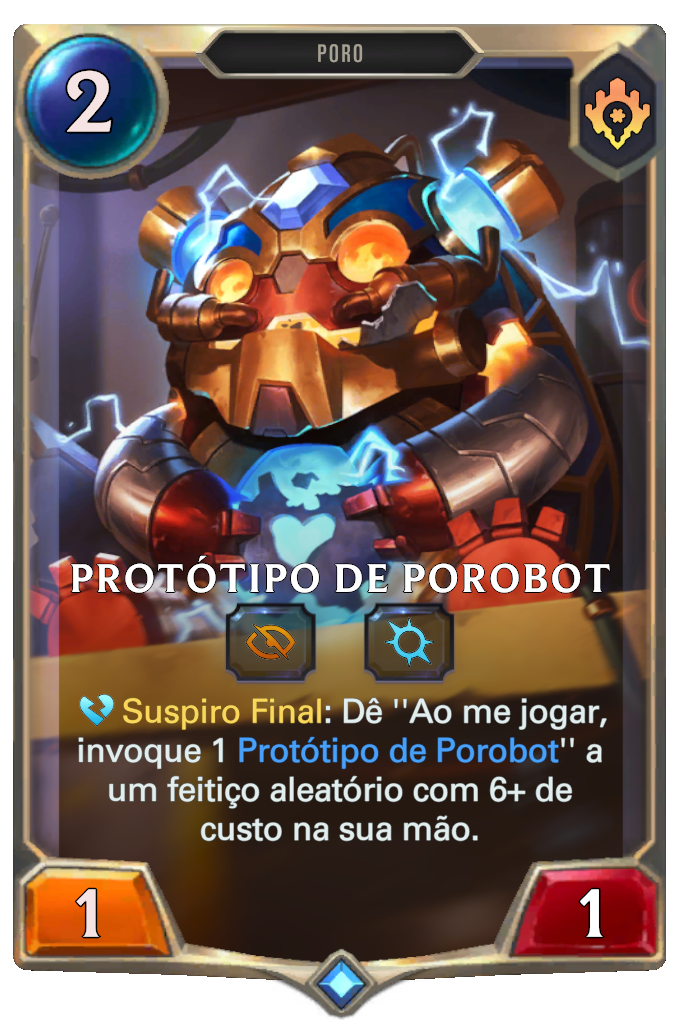 PORO
2
PROTÓTIPO DE POROBOT
Suspiro Final: Dê "Ao me jogar,
invoque 1 Protótipo de Porobot" a
um feitiço aleatório com 6+ de
custo na sua mão.
1 1